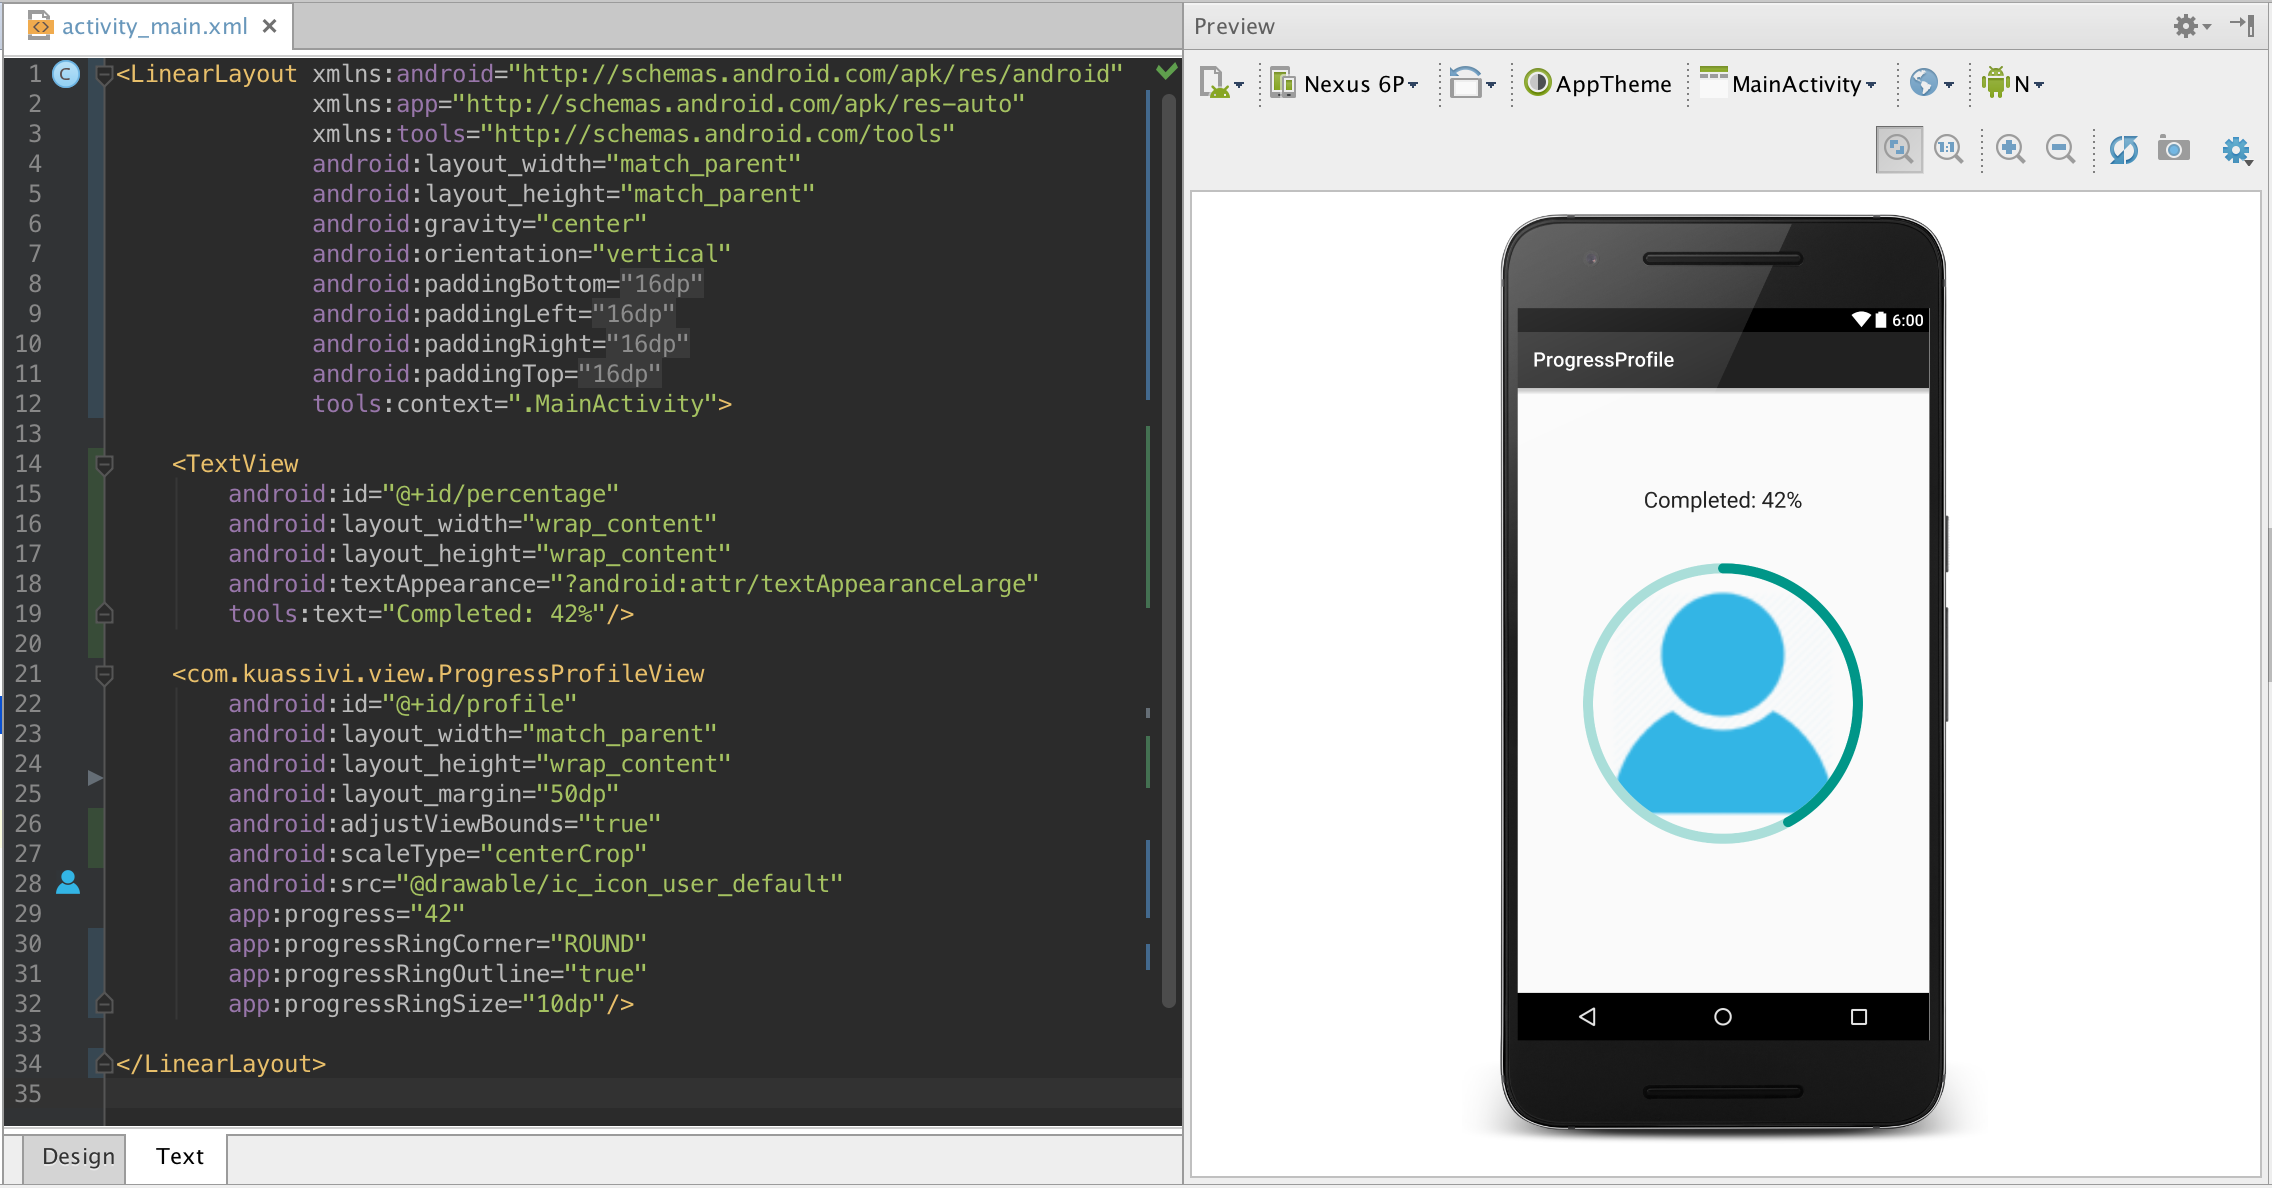 activity_main.xml
1 <LinearLayout xmlns:android="http://schemas.android.com/apk/res/android"
2 xmlns:app="http://schemas.android.com/apk/res-auto"
3 xmlns:tools="http://schemas.android.com/tools"
4 android:layout_width="match_parent"
5 android:layout_height="match_parent"
6 android:gravity="center"
7 android:orientation="vertical"
8 android:paddingBottom="16dp"
9 android:paddingLeft="16dp"
10 android:paddingRight="16dp"
11 android:paddingTop="16dp"
12 tools:context=".MainActivity">
13
14 <TextView
15 android:id="@+id/percentage"
16 android:layout_width="wrap_content"
17 android:layout_height="wrap_content"
18 android:textAppearance="?android:attr/textAppearanceLarge"
19 tools:text="Completed: 42%"/>
20
21 <com.kuassivi.view.ProgressProfileView
22 android:id="@+id/profile"
23 android:layout_width="match_parent"
24 android:layout_height="wrap_content"
25 android:layout_margin="50dp"
26 android:adjustViewBounds="true"
27 android:scaleType="centerCrop"
28 android:src="@drawable/ic_icon_user_default"
29 app:progress="42"
30 app:progressRingCorner="ROUND"
31 app:progressRingOutline="true"
32 app:progressRingSize="10dp"/>
33
34 </LinearLayout>
35
Design Text
Preview
Nexus 6P AppTheme MainActivity N
1:1
6:00
ProgressProfile
Completed: 42%